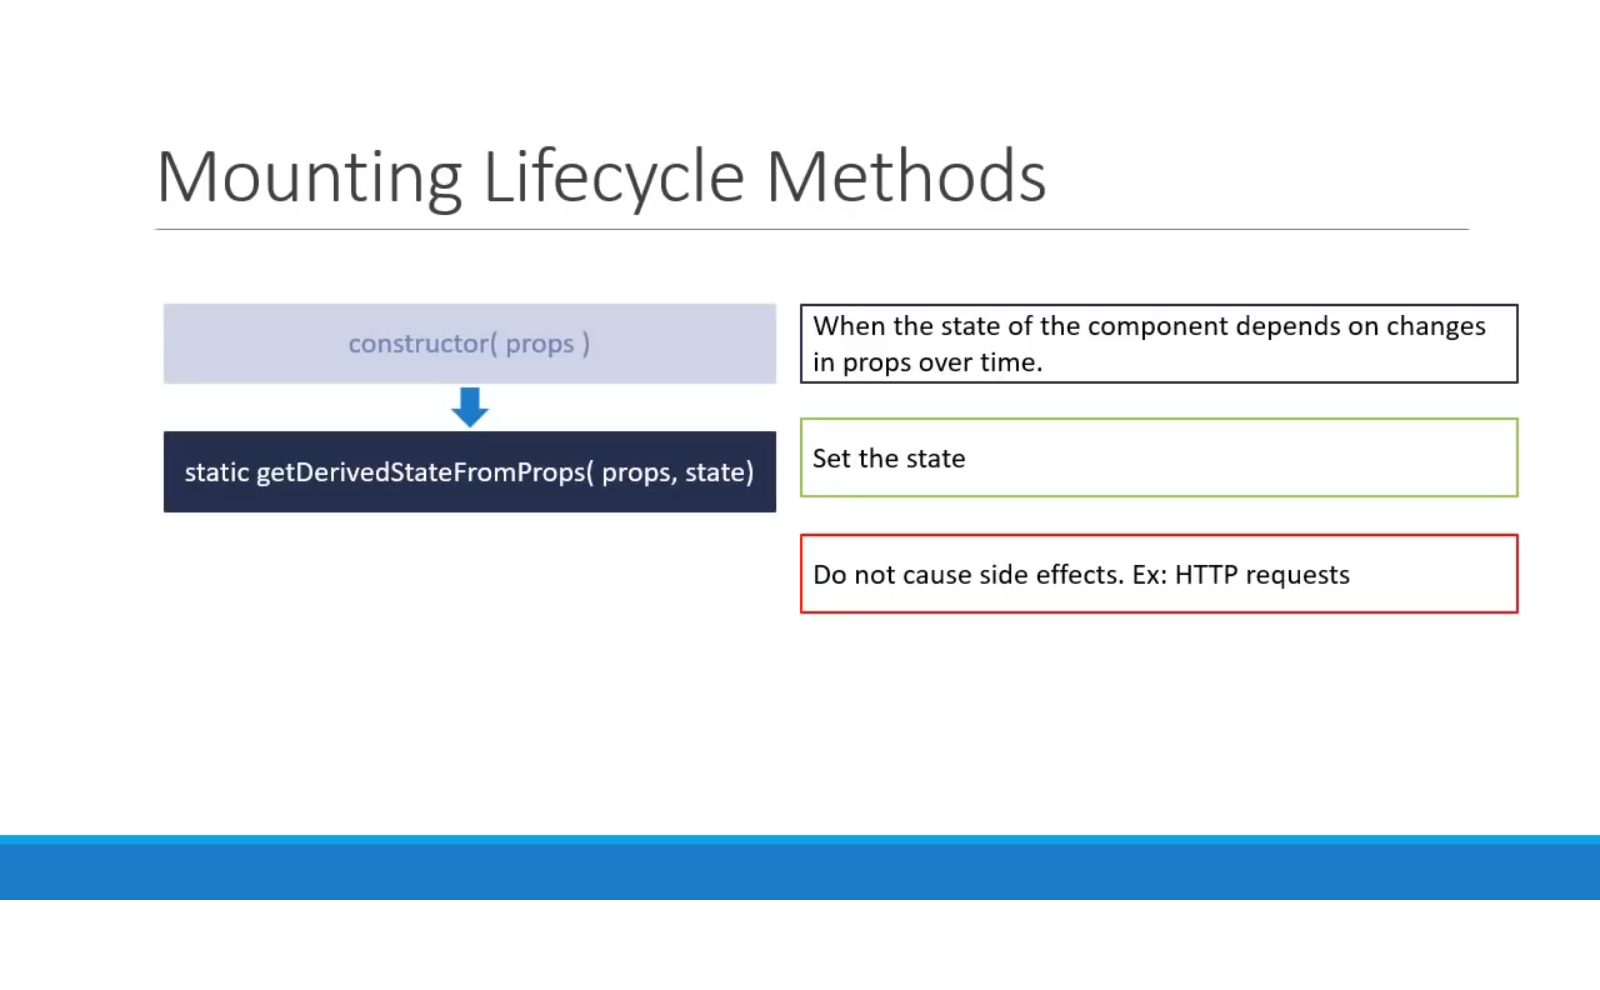 Mounting Lifecycle Methods
constructor( props )
static getDerivedStateFromProps( props, state)
When the state of the component depends on changes
in props over time.
Set the state
Do not cause side effects. Ex: HTTP requests